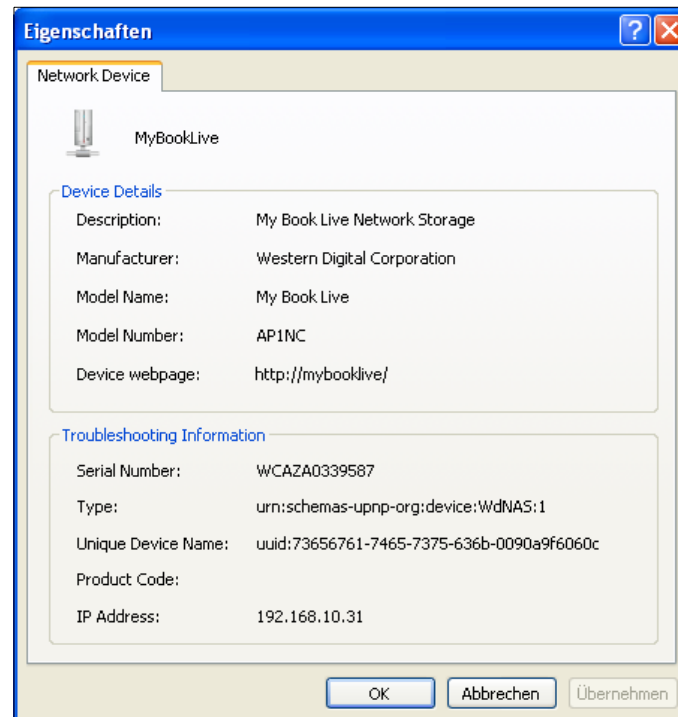 Eigenschaften
Network Device
MyBookLive
Device Details
Description: My Book Live Network Storage
Manufacturer: Western Digital Corporation
Model Name: My Book Live
Model Number: AP1NC
Device webpage: http://mybooklive/
Troubleshooting Information
Serial Number: WCAZA0339587
Type: urn:schemas-upnp-org:device:WdNAS:1
Unique Device Name: uuid:73656761-7465-7375-636b-0090a9f6060c
Product Code:
IP Address: 192.168.10.31
OK Abbrechen Übernehmen